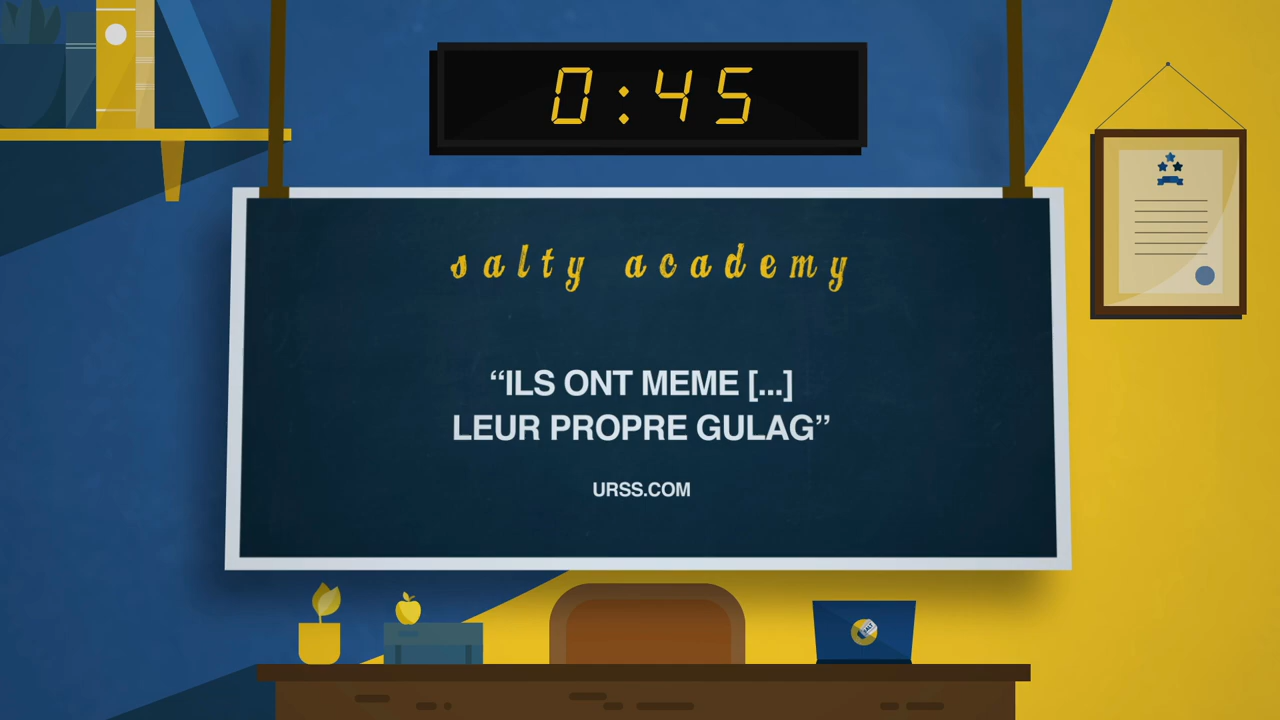 0:45
salty academy
“ILS ONT MEME [...]
LEUR PROPRE GULAG”
URSS.COM